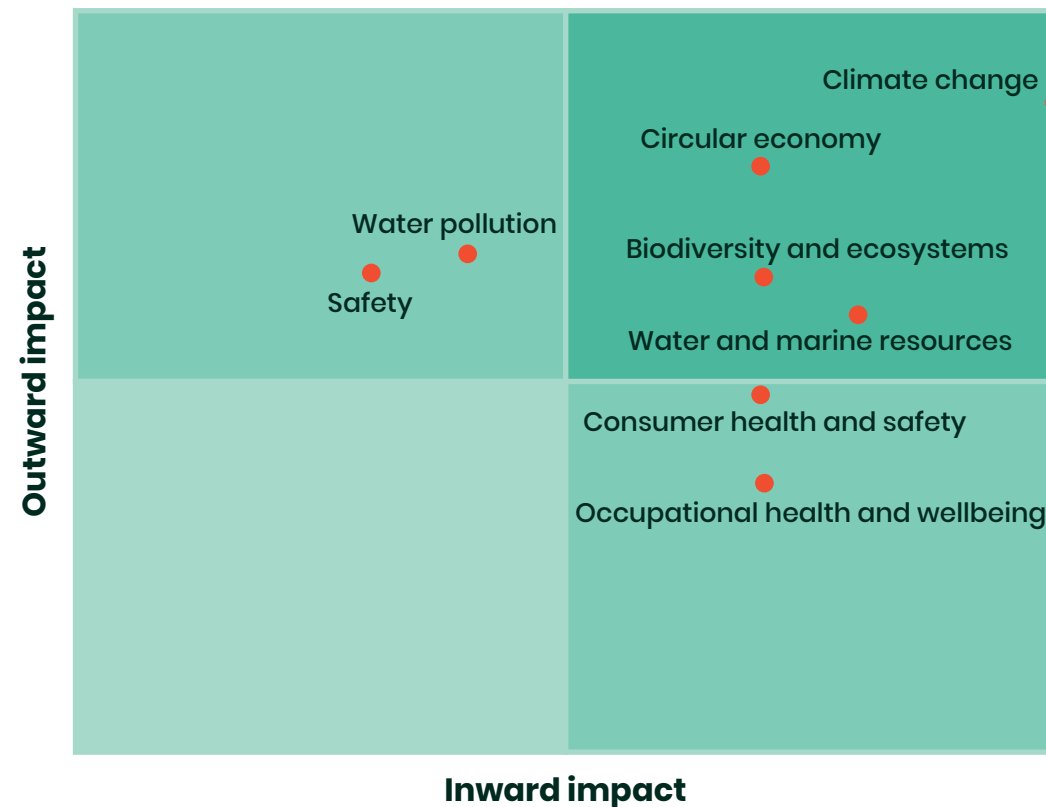 Climate change
Circular economy
Water pollution
Biodiversity and ecosystems
Safety
Water and marine resources
Consumer health and safety
Occupational health and wellbeing
Outward impact
Inward impact